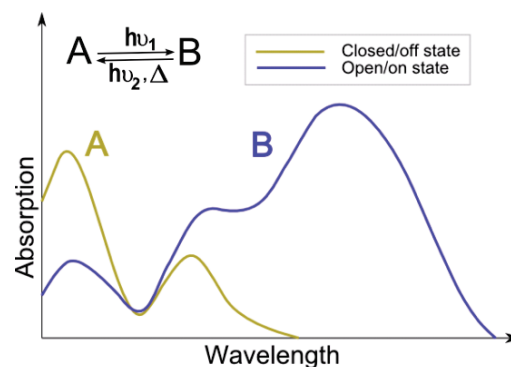 hυ₁
A B
hυ₂,Δ
Closed/off state
Open/on state
A
B
Absorption
Wavelength